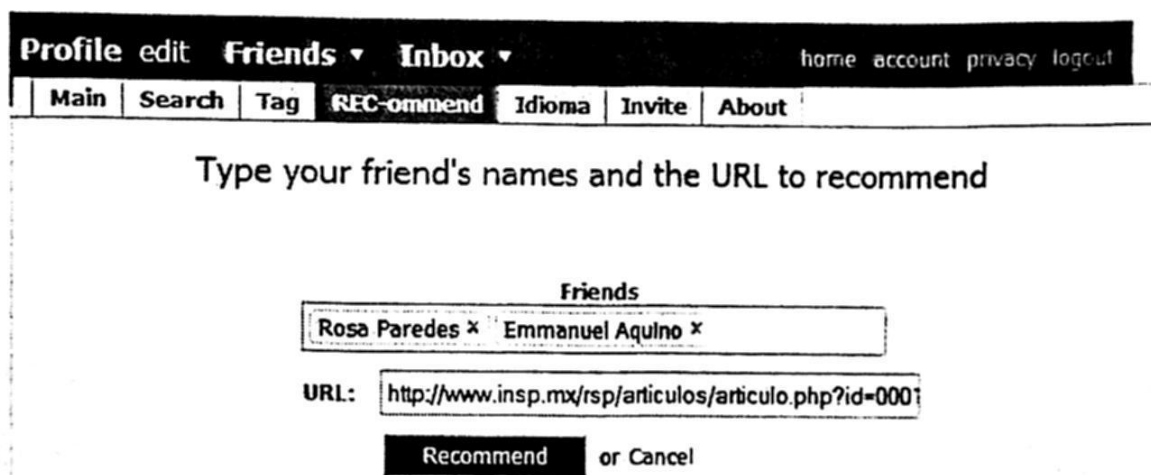 Profile edit Friends ▾ Inbox ▾ home account privacy logout
Main Search Tag REC-ommend Idioma Invite About
Type your friend's names and the URL to recommend
Friends
Rosa Paredes x Emmanuel Aquino x
URL: http://www.insp.mx/rsp/articulos/articulo.php?id=0001
Recommend or Cancel